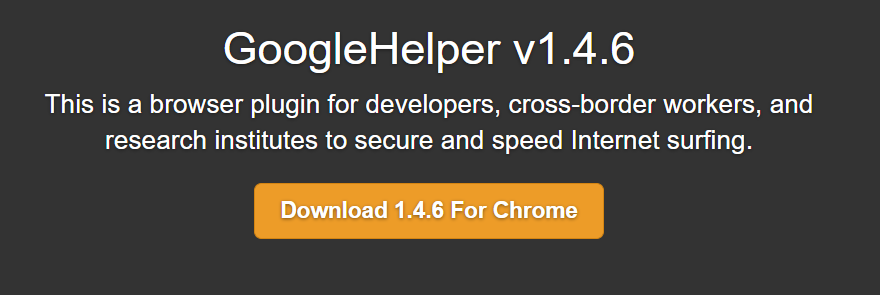 GoogleHelper v1.4.6
This is a browser plugin for developers, cross-border workers, and
research institutes to secure and speed Internet surfing.
Download 1.4.6 For Chrome